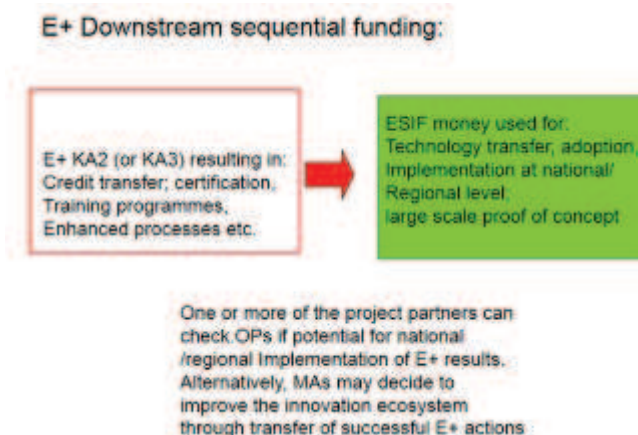 E+ Downstream sequential funding:
E+ KA2 (or KA3) resulting in:
Credit transfer; certification,
Training programmes,
Enhanced processes etc.
ESIF money used for:
Technology transfer, adoption,
Implementation at national/
Regional level,
large scale proof of concept
One or more of the project partners can
check OPs if potential for national
/regional Implementation of E+ results.
Alternatively, MAs may decide to
improve the innovation ecosystem
through transfer of successful E+ actions